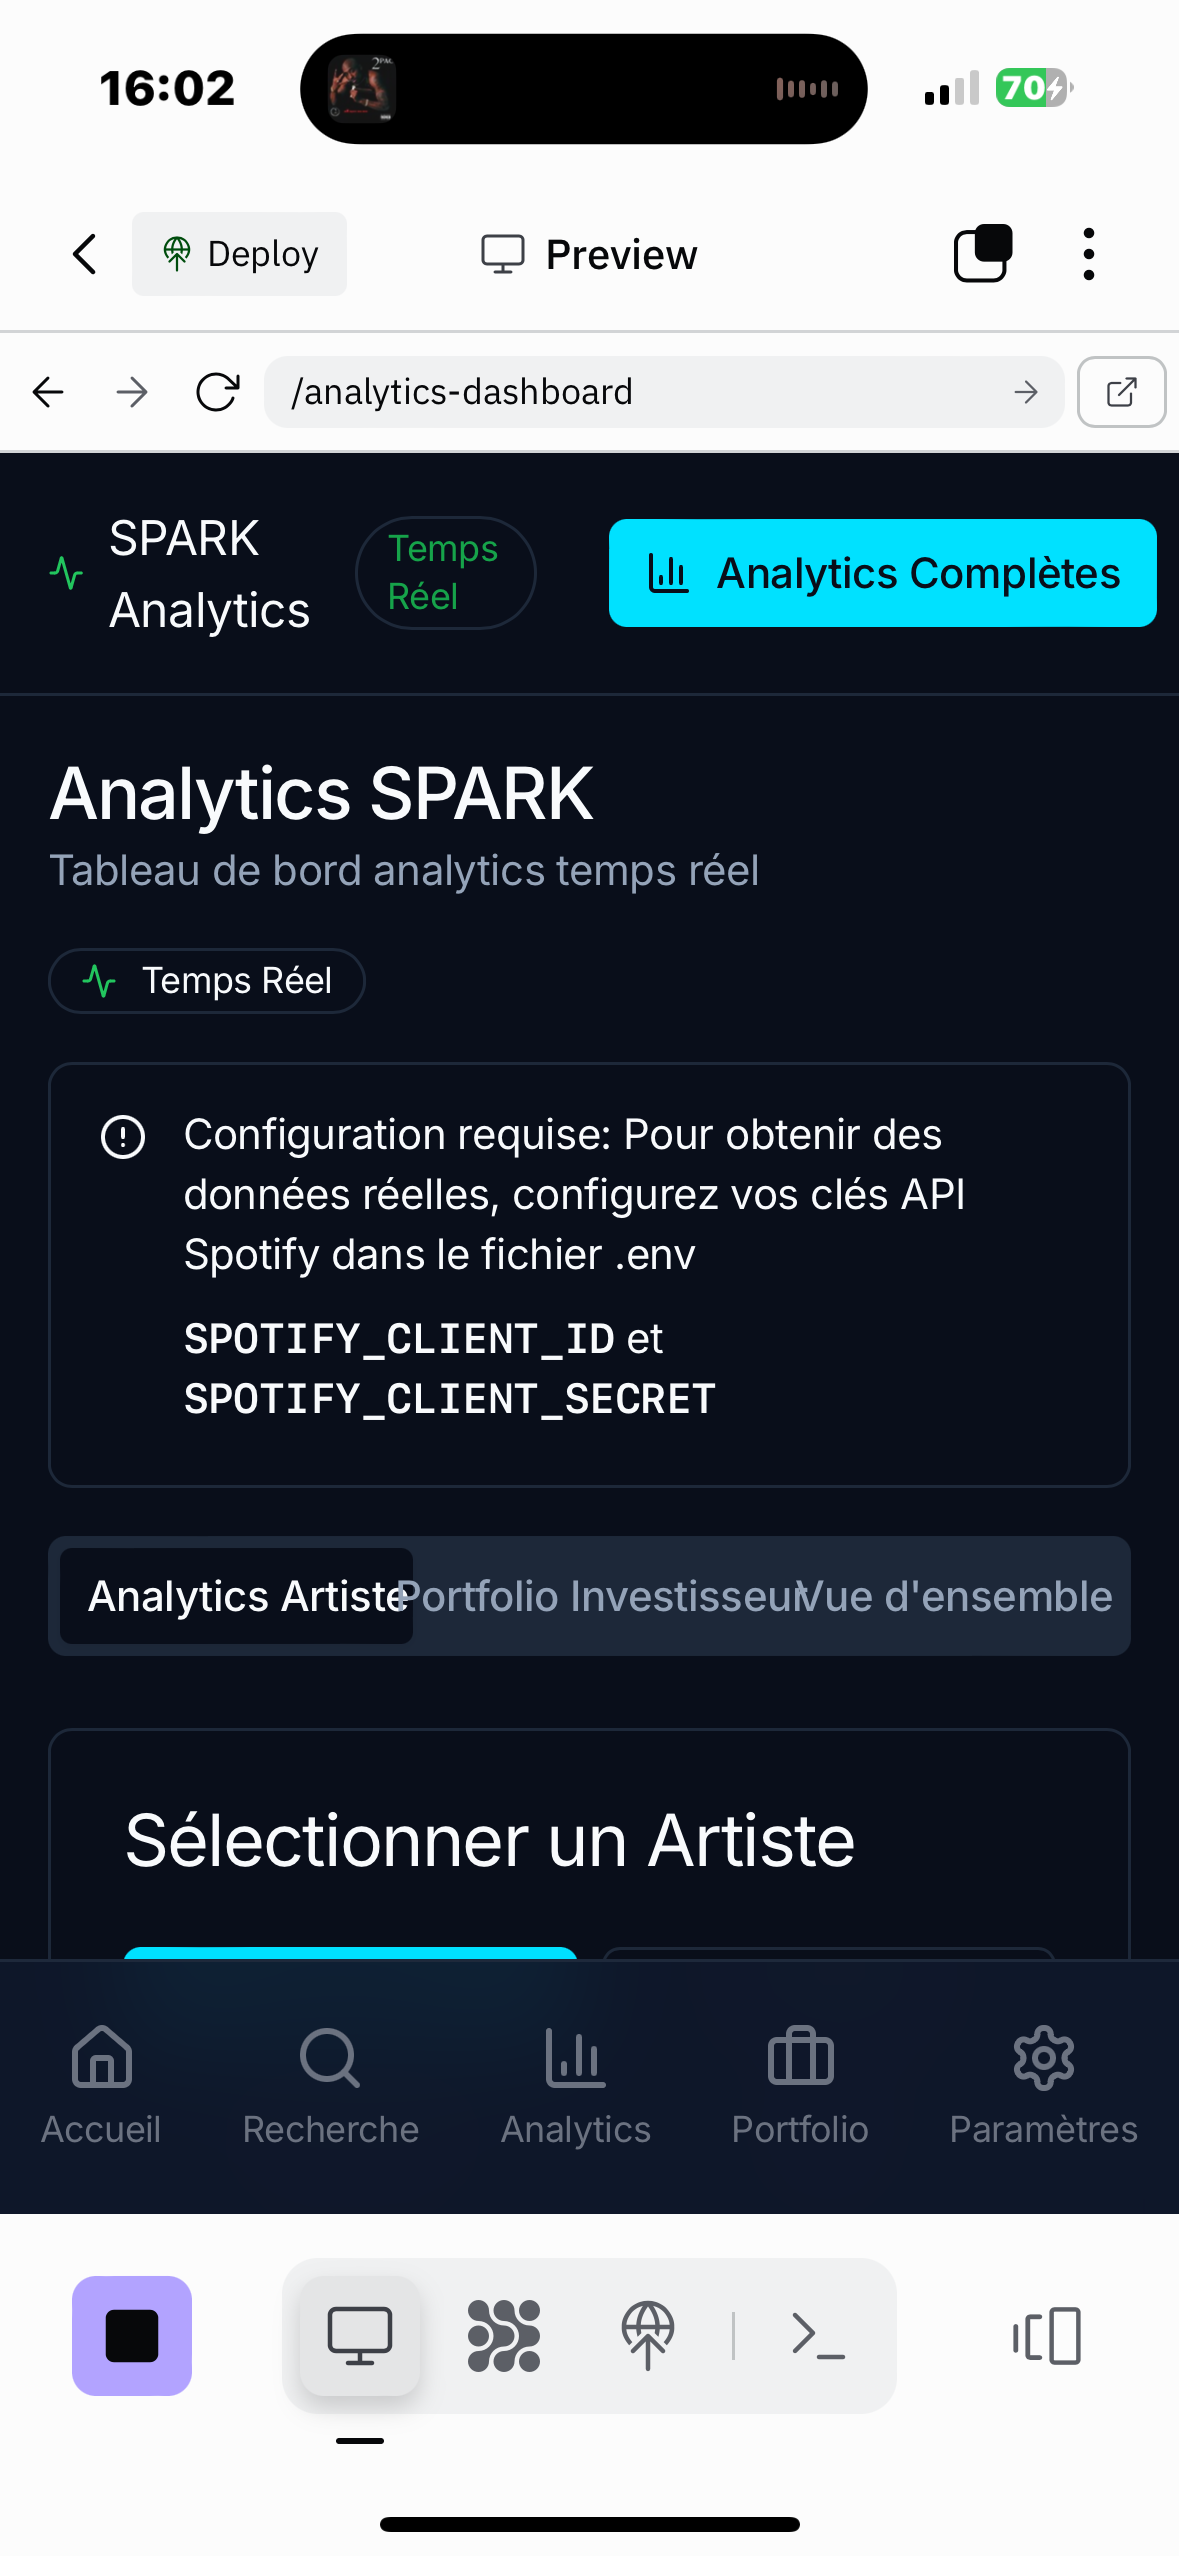 16:02
2PAC
70
Deploy
Preview
/analytics-dashboard
SPARK
Analytics
Temps
Réel
Analytics Complètes
Analytics SPARK
Tableau de bord analytics temps réel
Temps Réel
Configuration requise: Pour obtenir des
données réelles, configurez vos clés API
Spotify dans le fichier .env
SPOTIFY_CLIENT_ID et
SPOTIFY_CLIENT_SECRET
Analytics Artiste Portfolio Investisseur Vue d'ensemble
Sélectionner un Artiste
Accueil Recherche Analytics Portfolio Paramètres